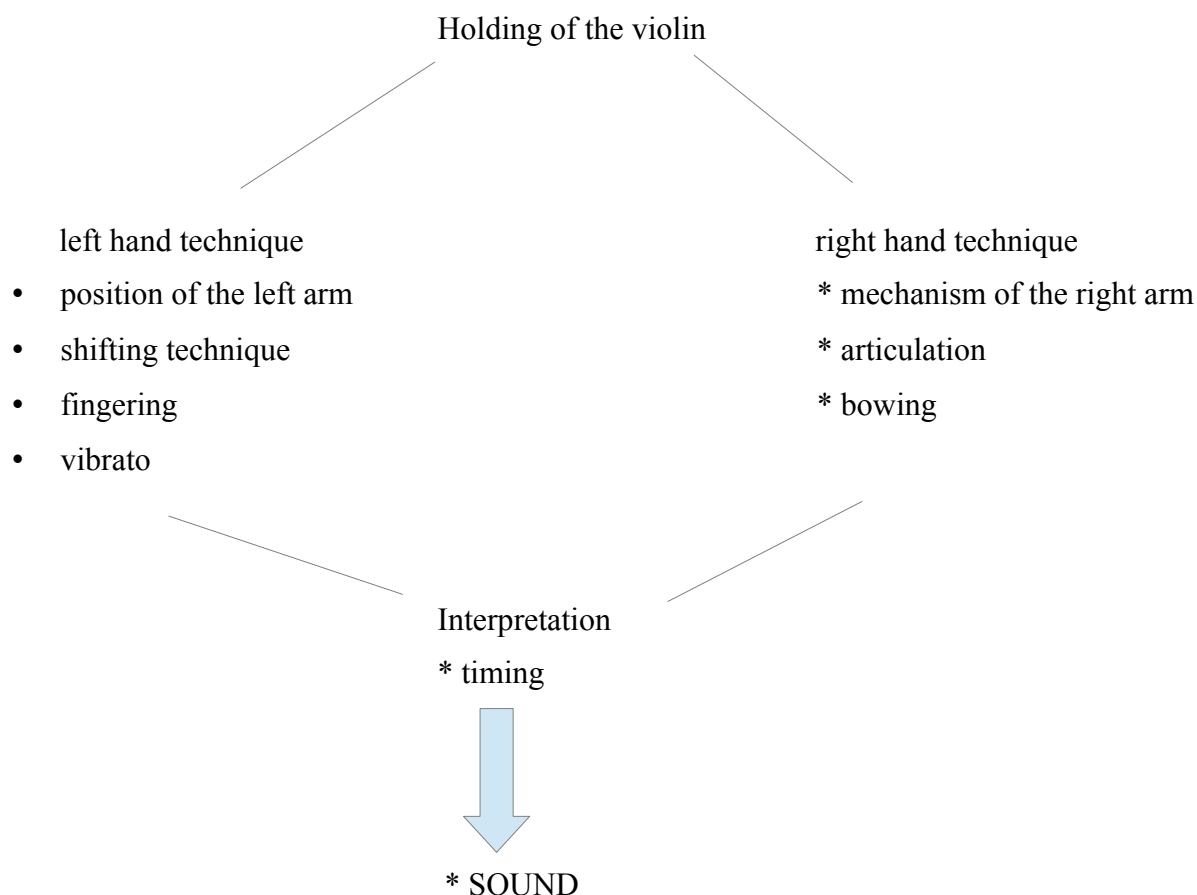 Holding of the violin
left hand technique
• position of the left arm
• shifting technique
• fingering
• vibrato
right hand technique
* mechanism of the right arm
* articulation
* bowing
Interpretation
* timing
* SOUND